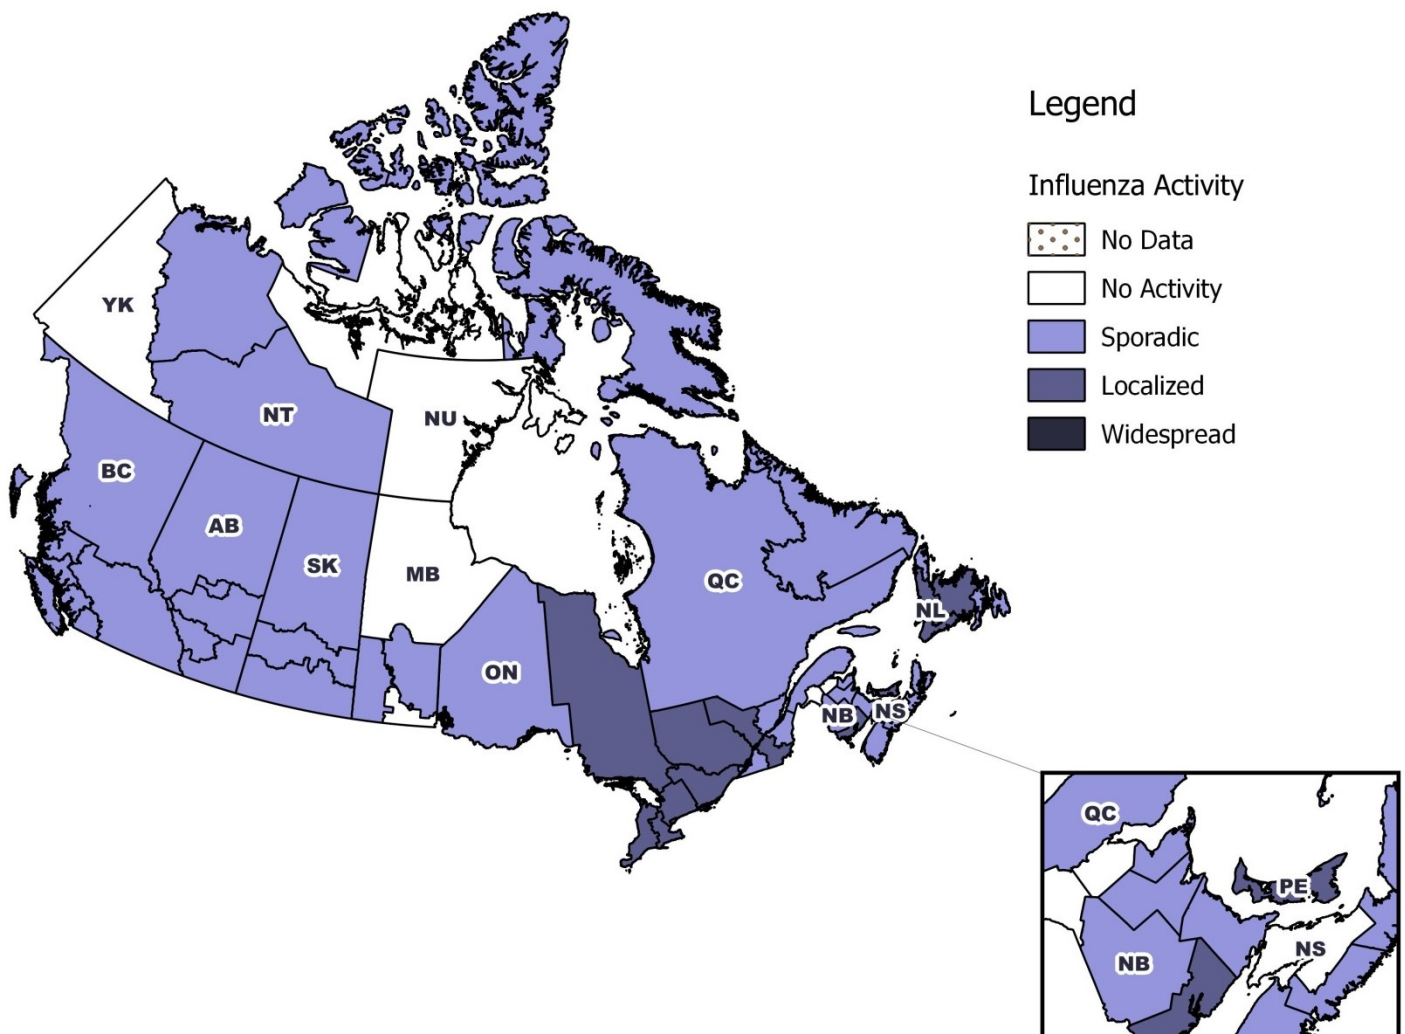 Legend
Influenza Activity
No Data
No Activity
Sporadic
Localized
Widespread
YK
NT
NU
BC
AB
SK
MB
QC
NL
ON
NB
NS
QC
PE
NS
NB